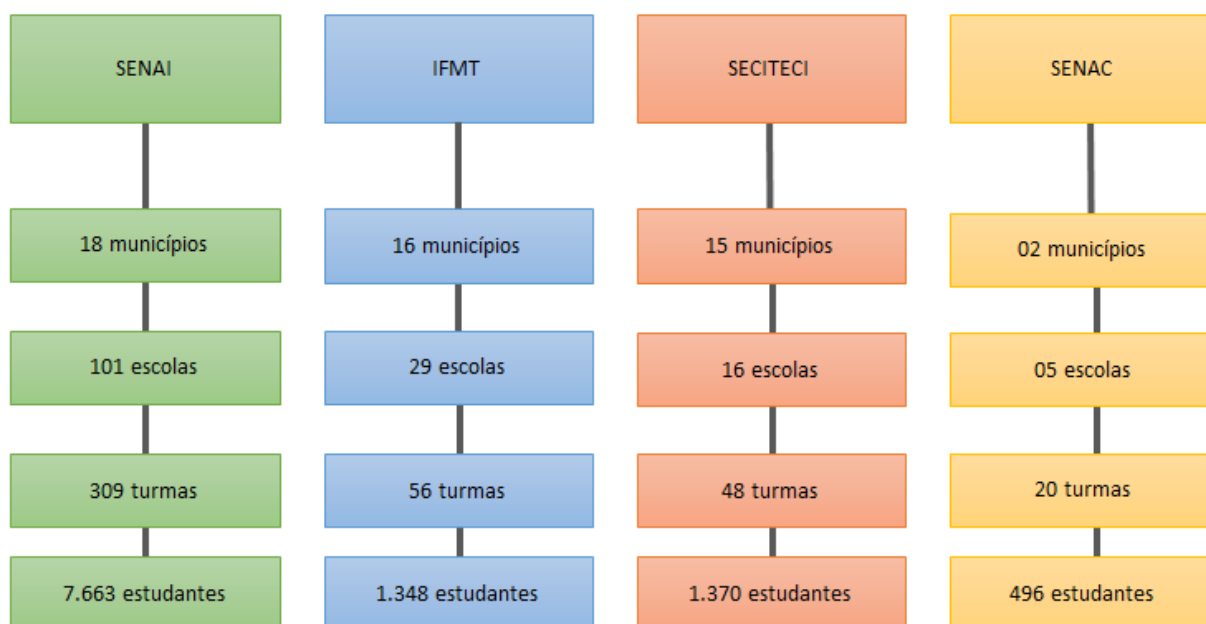 SENAI
18 municípios
101 escolas
309 turmas
7.663 estudantes
IFMT
16 municípios
29 escolas
56 turmas
1.348 estudantes
SECITECI
15 municípios
16 escolas
48 turmas
1.370 estudantes
SENAC
02 municípios
05 escolas
20 turmas
496 estudantes